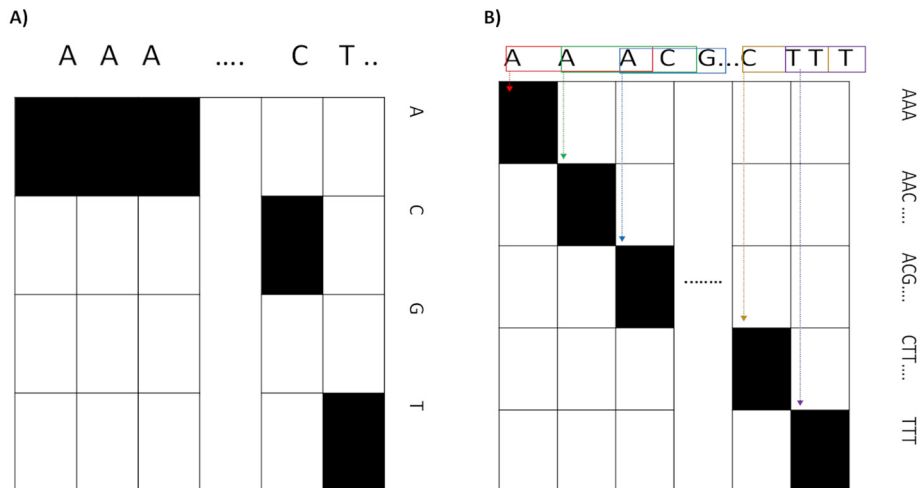 A)
A A A .... C T ..
A
C
G
T
B)
A A A C G...C T T T
AAA
AAC ....
ACG....
........
CTT....
TTT